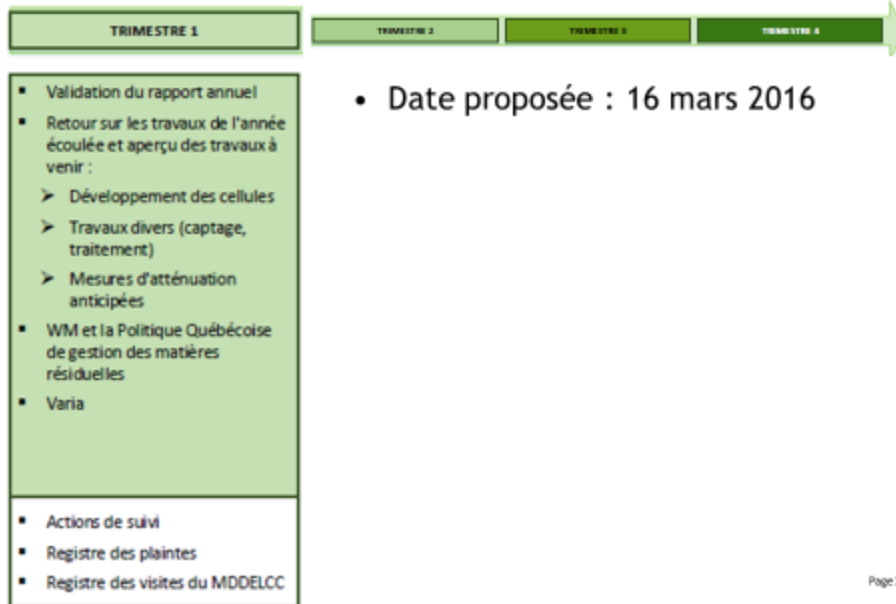 TRIMESTRE 1
TRIMESTRE 2
TRIMESTRE 3
TRIMESTRE 4
▪ Validation du rapport annuel
▪ Retour sur les travaux de l'année
écoulée et aperçu des travaux à
venir :
➢ Développement des cellules
➢ Travaux divers (captage,
traitement)
➢ Mesures d'atténuation
anticipées
▪ WM et la Politique Québécoise
de gestion des matières
résiduelles
▪ Varia
▪ Actions de suivi
▪ Registre des plaintes
▪ Registre des visites du MDDELCC
• Date proposée : 16 mars 2016
Page